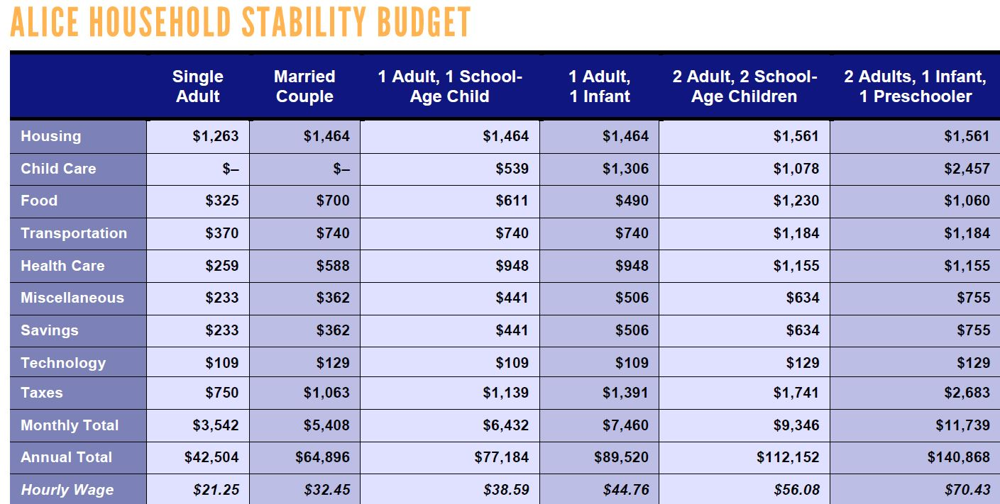 ALICE HOUSEHOLD STABILITY BUDGET
Single Adult Married Couple 1 Adult, 1 School-Age Child 1 Adult, 1 Infant 2 Adult, 2 School-Age Children 2 Adults, 1 Infant, 1 Preschooler
Housing $1,263 $1,464 $1,464 $1,464 $1,561 $1,561
Child Care $– $– $539 $1,306 $1,078 $2,457
Food $325 $700 $611 $490 $1,230 $1,060
Transportation $370 $740 $740 $740 $1,184 $1,184
Health Care $259 $588 $948 $948 $1,155 $1,155
Miscellaneous $233 $362 $441 $506 $634 $755
Savings $233 $362 $441 $506 $634 $755
Technology $109 $129 $109 $109 $129 $129
Taxes $750 $1,063 $1,139 $1,391 $1,741 $2,683
Monthly Total $3,542 $5,408 $6,432 $7,460 $9,346 $11,739
Annual Total $42,504 $64,896 $77,184 $89,520 $112,152 $140,868
Hourly Wage $21.25 $32.45 $38.59 $44.76 $56.08 $70.43